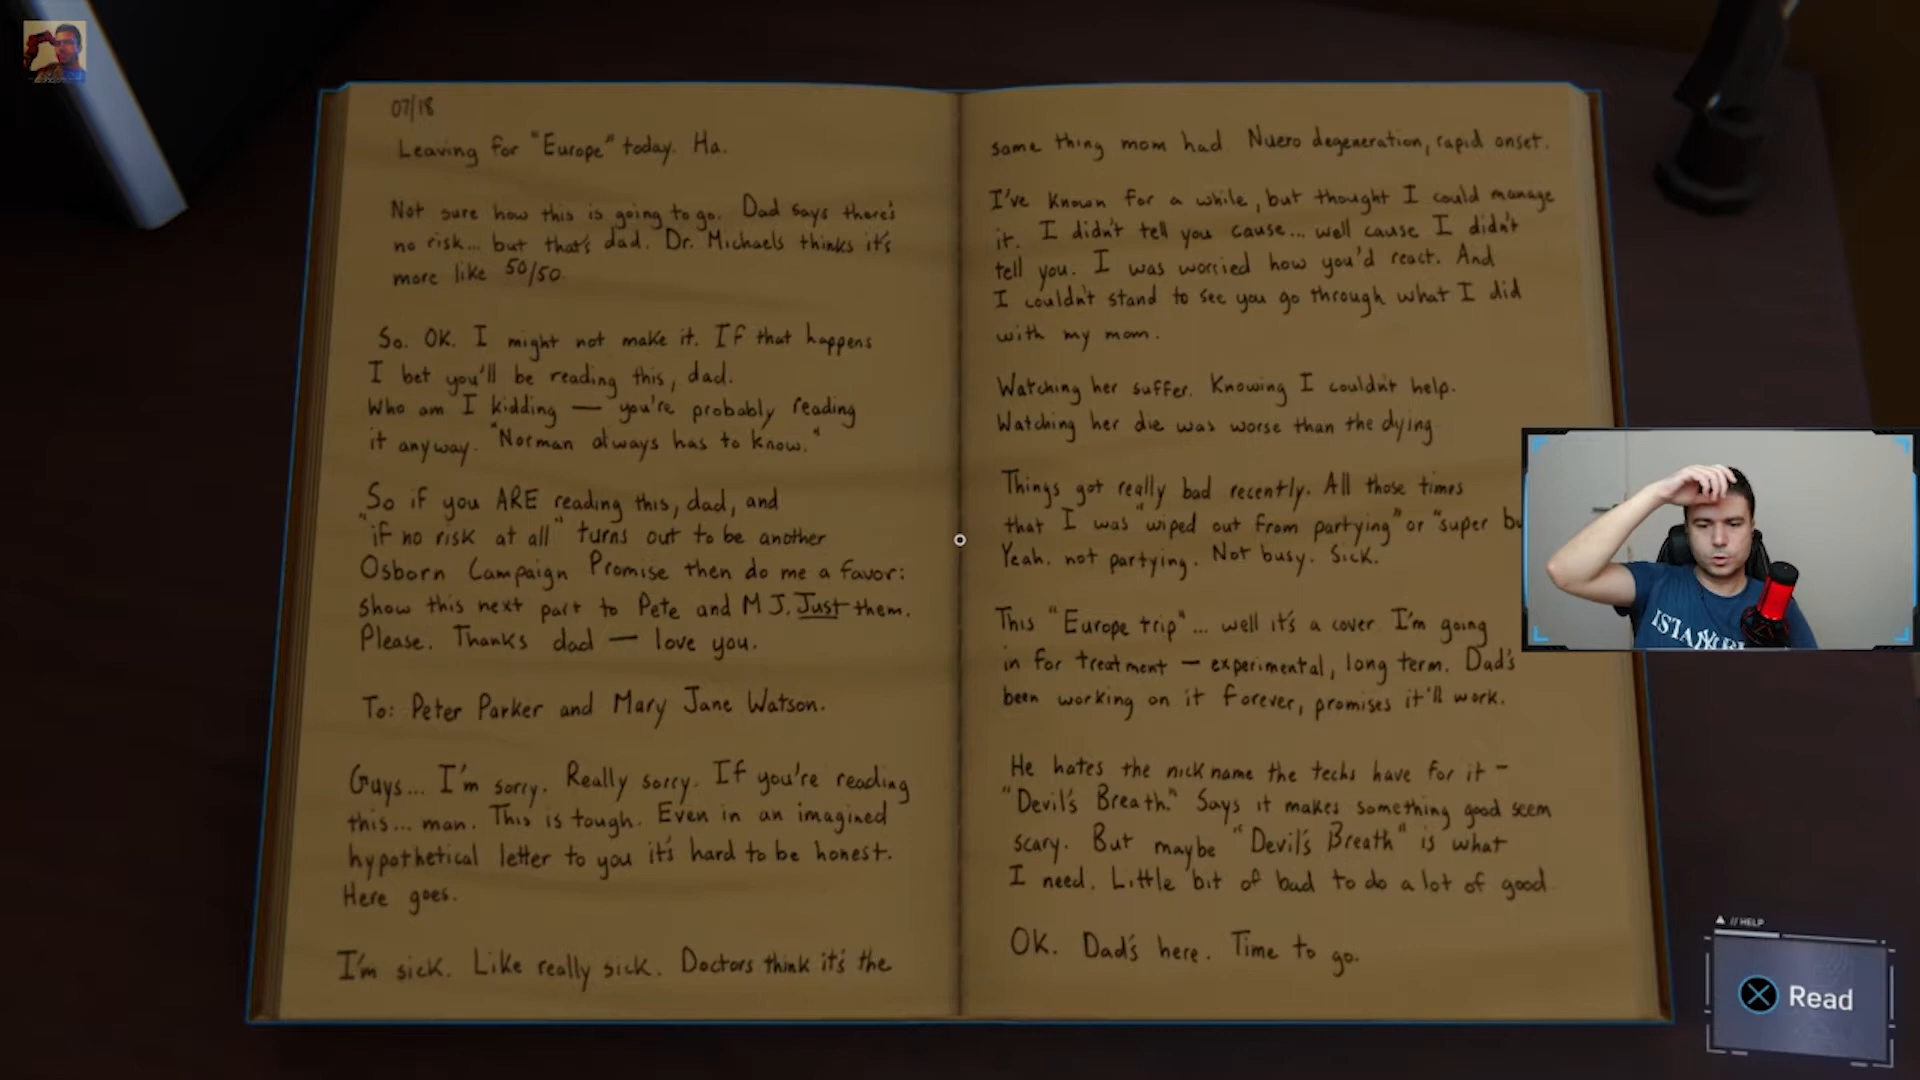 07/18
Leaving for "Europe" today. Ha.
Not sure how this is going to go. Dad says there's
no risk... but that's dad. Dr. Michaels thinks it's
more like 50/50.
So. OK. I might not make it. If that happens
I bet you'll be reading this, dad.
Who am I kidding — you're probably reading
it anyway. "Norman always has to know."
So if you ARE reading this, dad, and
"if no risk at all" turns out to be another
Osborn Campaign Promise then do me a favor:
show this next part to Pete and MJ. Just them.
Please. Thanks dad — love you.
To: Peter Parker and Mary Jane Watson.
Guys... I'm sorry. Really sorry. If you're reading
this... man. This is tough. Even in an imagined
hypothetical letter to you it's hard to be honest.
Here goes.
I'm sick. Like really sick. Doctors think it's the
same thing mom had Nuero degeneration, rapid onset.
I've known for a while, but thought I could manage
it. I didn't tell you cause... well cause I didn't
tell you. I was worried how you'd react. And
I couldn't stand to see you go through what I did
with my mom.
Watching her suffer. Knowing I couldn't help.
Watching her die was worse than the dying.
Things got really bad recently. All those times
that I was "wiped out from partying" or "super bu
Yeah. not partying. Not busy. Sick.
This "Europe trip"... well it's a cover. I'm going
in for treatment — experimental, long term. Dad's
been working on it forever, promises it'll work.
He hates the nickname the techs have for it -
"Devil's Breath." Says it makes something good seem
scary. But maybe "Devil's Breath" is what
I need. Little bit of bad to do a lot of good
OK. Dad's here. Time to go.
// HELP
Read